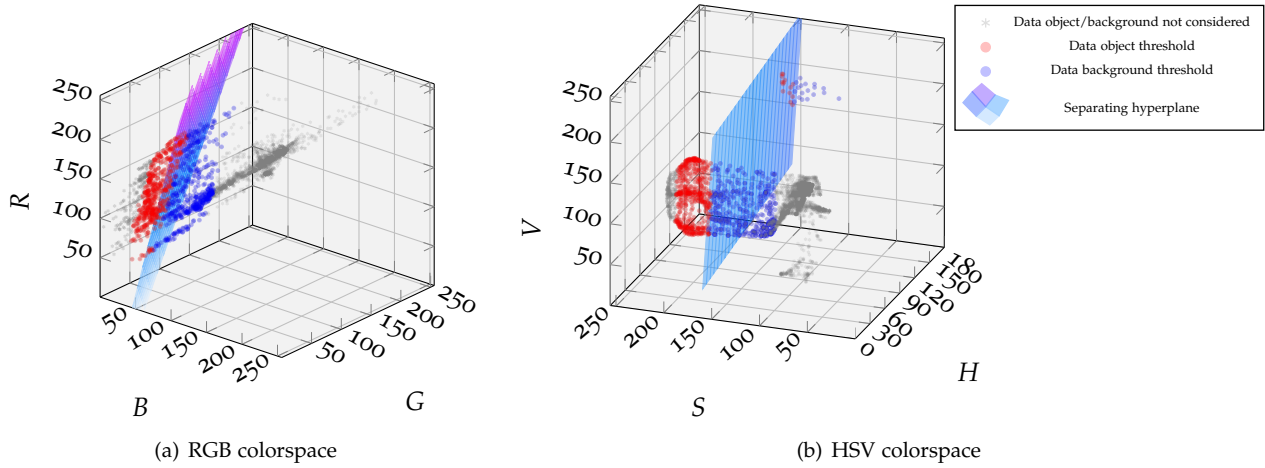 Data object/background not considered
Data object threshold
Data background threshold
Separating hyperplane
250
200
150
100
50
R
50
100
150
200
250
B
50
100
150
200
250
G
(a) RGB colorspace
250
200
150
100
50
V
250
200
150
100
50
S
0
30
60
90
120
150
180
H
(b) HSV colorspace